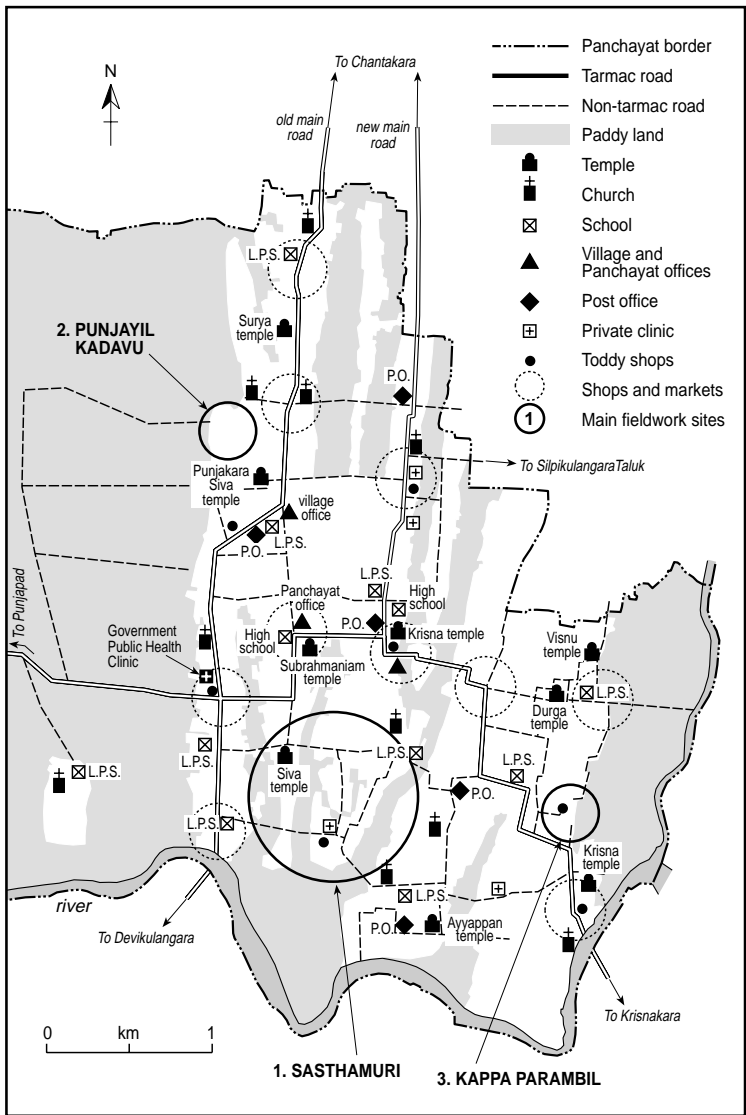 To Chantakara
N
old main
road
new main
road
Panchayat border
Tarmac road
Non-tarmac road
Paddy land
Temple
Church
School
Village and
Panchayat offices
Post office
Private clinic
Toddy shops
Shops and markets
1
Main fieldwork sites
L.P.S.
Surya
temple
2. PUNJAYIL
KADAVU
P.O.
To SilpikulangaraTaluk
Punjakara
Siva
temple
village
office
P.O.
L.P.S.
L.P.S.
High
school
To Punjapad
Panchayat
office
P.O.
Krisna temple
High
school
Subrahmaniam
temple
Government
Public Health
Clinic
Visnu
temple
L.P.S.
Durga
temple
L.P.S.
L.P.S.
Siva
temple
L.P.S.
L.P.S.
P.O.
L.P.S.
Krisna
temple
L.P.S.
P.O.
Ayyappan
temple
river
To Devikulangara
To Krisnakara
0
km
1
1. SASTHAMURI
3. KAPPA PARAMBIL